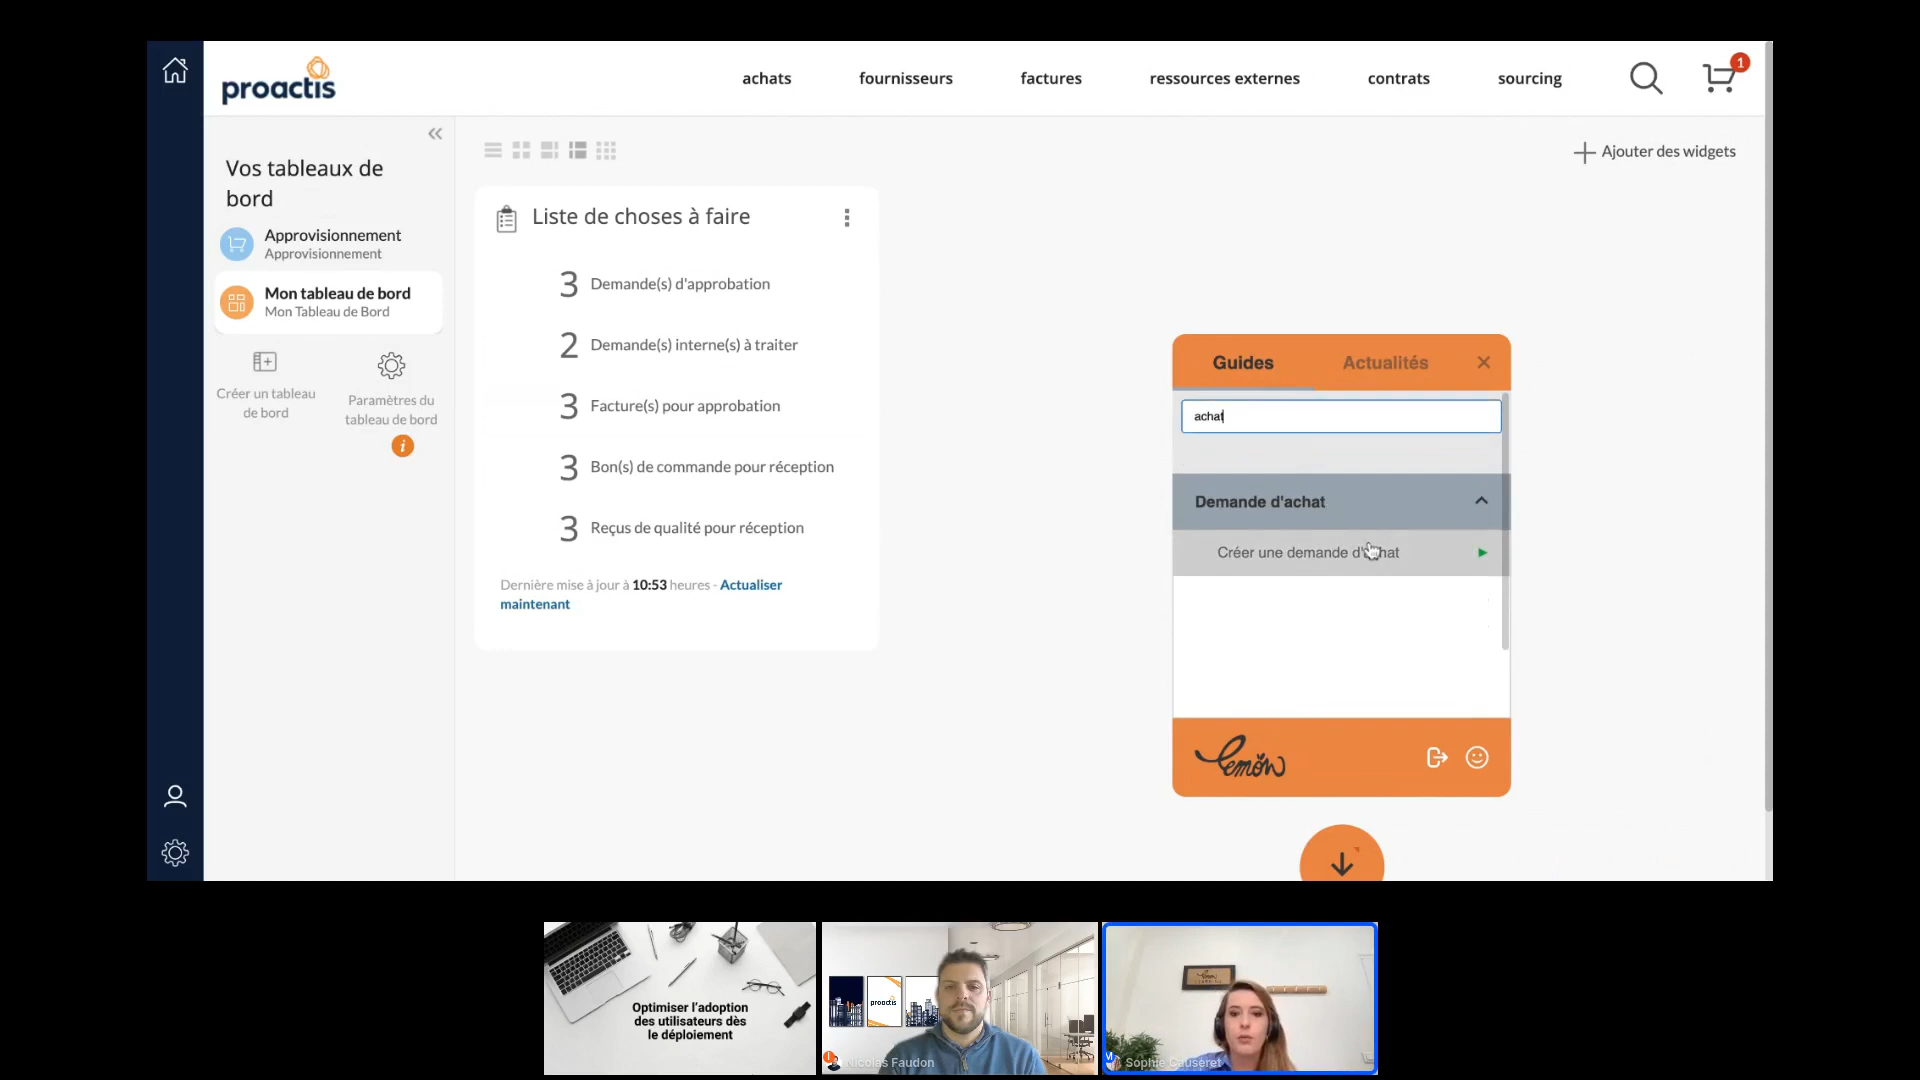 proactis
achats
fournisseurs
factures
ressources externes
contrats
sourcing
1
Vos tableaux de
bord
Approvisionnement
Approvisionnement
Mon tableau de bord
Mon Tableau de Bord
Créer un tableau
de bord
Paramètres du
tableau de bord
i
Ajouter des widgets
Liste de choses à faire
3 Demande(s) d'approbation
2 Demande(s) interne(s) à traiter
3 Facture(s) pour approbation
3 Bon(s) de commande pour réception
3 Reçus de qualité pour réception
Dernière mise à jour à 10:53 heures - Actualiser
maintenant
Guides
Actualités
achat
Demande d'achat
Créer une demande d'achat
Lemon
Optimiser l'adoption
des utilisateurs dès
le déploiement
proactis
Nicolas Faudon
Sophie Causeret